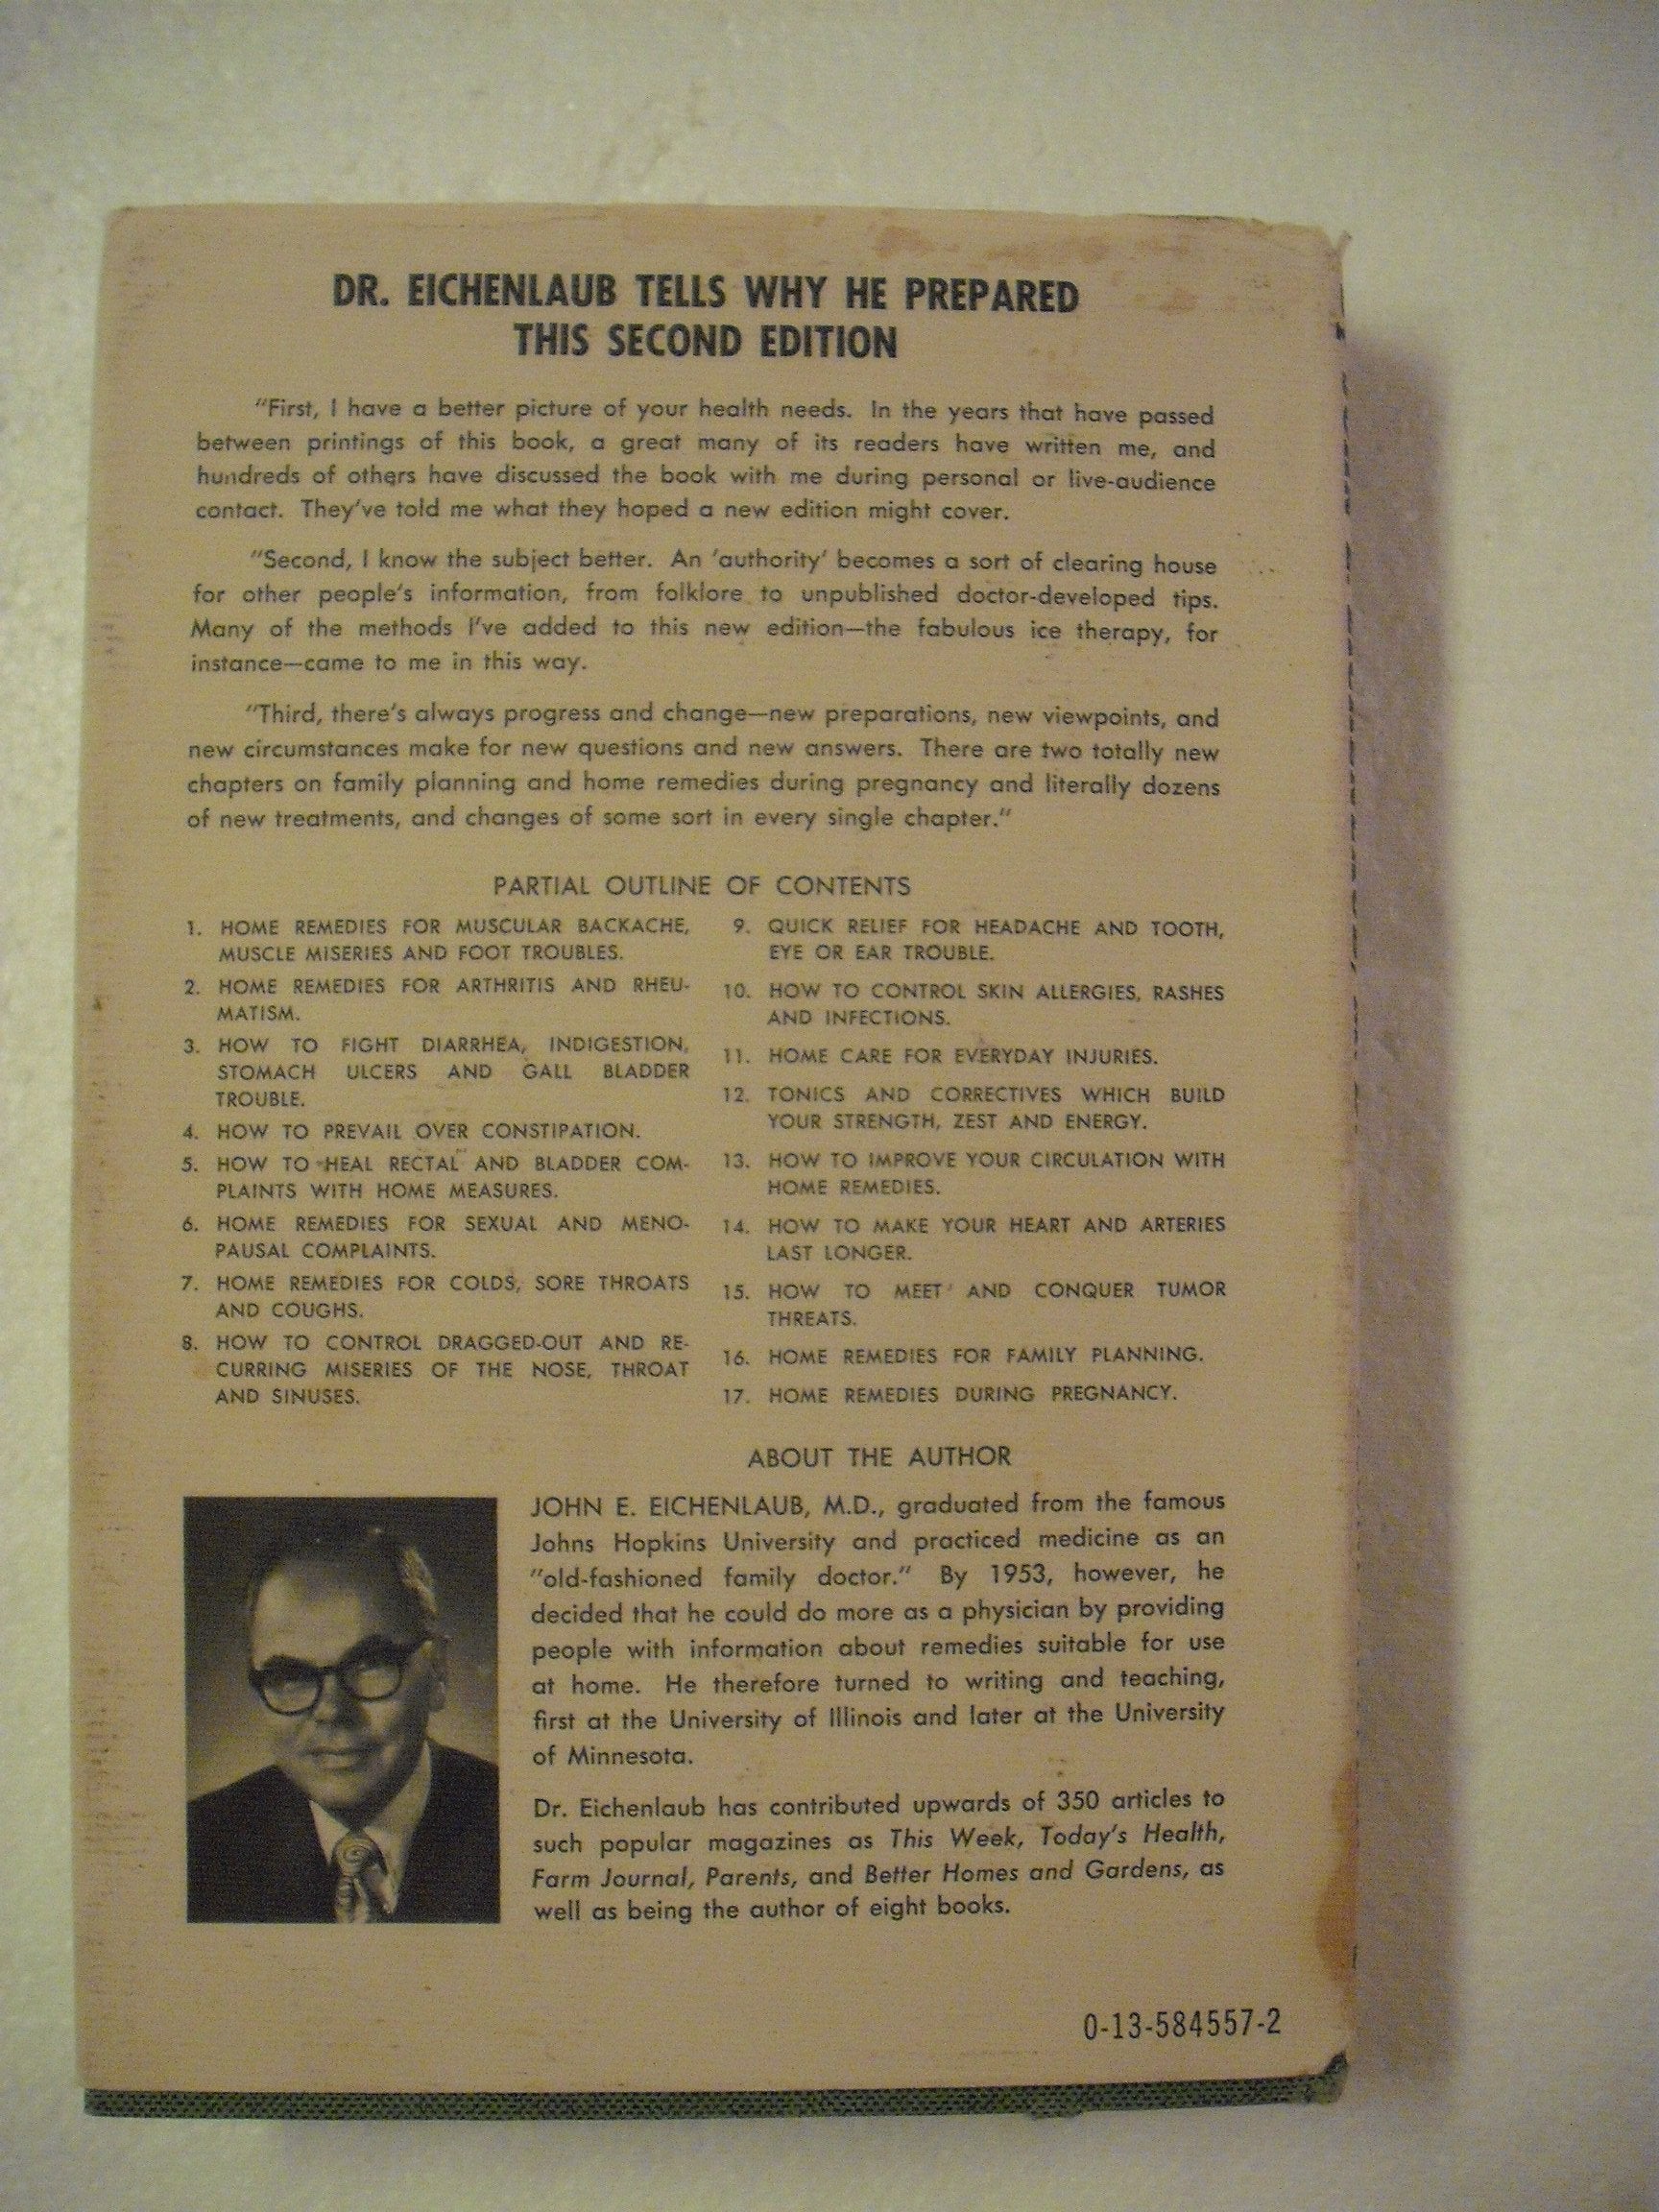 DR. EICHENLAUB TELLS WHY HE PREPARED
THIS SECOND EDITION
"First, I have a better picture of your health needs. In the years that have passed
between printings of this book, a great many of its readers have written me, and
hundreds of others have discussed the book with me during personal or live-audience
contact. They've told me what they hoped a new edition might cover.
"Second, I know the subject better. An 'authority' becomes a sort of clearing house
for other people's information, from folklore to unpublished doctor-developed tips.
Many of the methods I've added to this new edition—the fabulous ice therapy, for
instance—came to me in this way.
"Third, there's always progress and change—new preparations, new viewpoints, and
new circumstances make for new questions and new answers. There are two totally new
chapters on family planning and home remedies during pregnancy and literally dozens
of new treatments, and changes of some sort in every single chapter."
PARTIAL OUTLINE OF CONTENTS
1. HOME REMEDIES FOR MUSCULAR BACKACHE,
MUSCLE MISERIES AND FOOT TROUBLES.
2. HOME REMEDIES FOR ARTHRITIS AND RHEU-
MATISM.
3. HOW TO FIGHT DIARRHEA, INDIGESTION,
STOMACH ULCERS AND GALL BLADDER
TROUBLE.
4. HOW TO PREVAIL OVER CONSTIPATION.
5. HOW TO HEAL RECTAL AND BLADDER COM-
PLAINTS WITH HOME MEASURES.
6. HOME REMEDIES FOR SEXUAL AND MENO-
PAUSAL COMPLAINTS.
7. HOME REMEDIES FOR COLDS, SORE THROATS
AND COUGHS.
8. HOW TO CONTROL DRAGGED-OUT AND RE-
CURRING MISERIES OF THE NOSE, THROAT
AND SINUSES.
9. QUICK RELIEF FOR HEADACHE AND TOOTH,
EYE OR EAR TROUBLE.
10. HOW TO CONTROL SKIN ALLERGIES, RASHES
AND INFECTIONS.
11. HOME CARE FOR EVERYDAY INJURIES.
12. TONICS AND CORRECTIVES WHICH BUILD
YOUR STRENGTH, ZEST AND ENERGY.
13. HOW TO IMPROVE YOUR CIRCULATION WITH
HOME REMEDIES.
14. HOW TO MAKE YOUR HEART AND ARTERIES
LAST LONGER.
15. HOW TO MEET AND CONQUER TUMOR
THREATS.
16. HOME REMEDIES FOR FAMILY PLANNING.
17. HOME REMEDIES DURING PREGNANCY.
ABOUT THE AUTHOR
JOHN E. EICHENLAUB, M.D., graduated from the famous
Johns Hopkins University and practiced medicine as an
"old-fashioned family doctor." By 1953, however, he
decided that he could do more as a physician by providing
people with information about remedies suitable for use
at home. He therefore turned to writing and teaching,
first at the University of Illinois and later at the University
of Minnesota.
Dr. Eichenlaub has contributed upwards of 350 articles to
such popular magazines as This Week, Today's Health,
Farm Journal, Parents, and Better Homes and Gardens, as
well as being the author of eight books.
0-13-584557-2